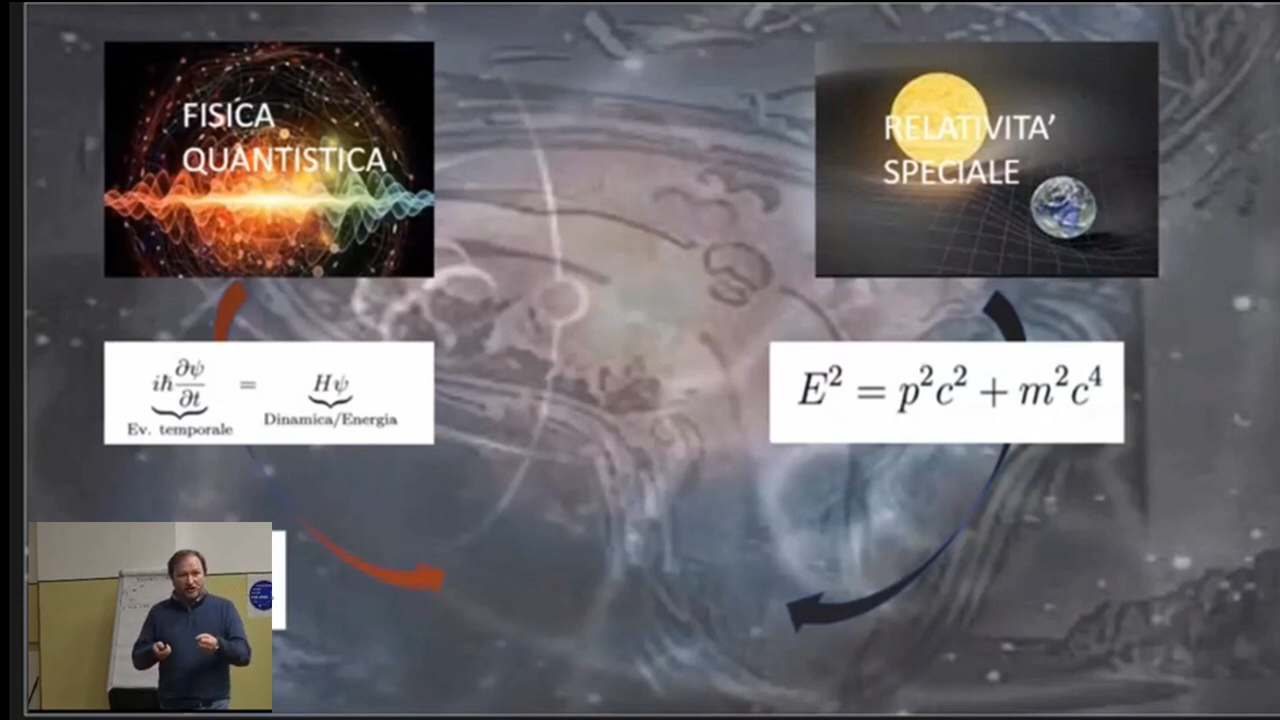 FISICA
QUANTISTICA
RELATIVITA’
SPECIALE
iħ ∂ψ/∂t = Hψ
Ev. temporale
Dinamica/Energia
E² = p²c² + m²c⁴